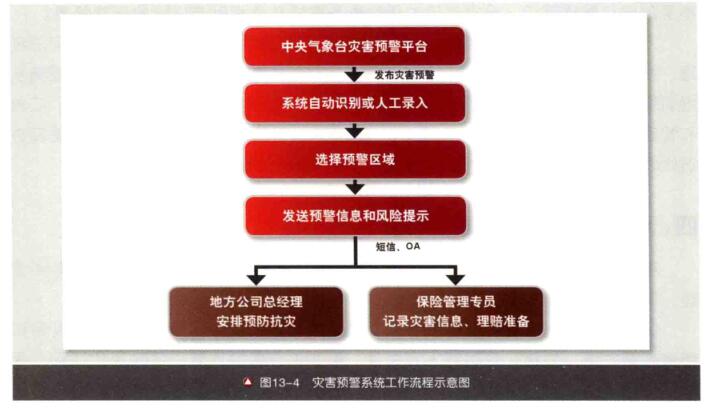 中央气象台灾害预警平台
发布灾害预警
系统自动识别或人工录入
选择预警区域
发送预警信息和风险提示
短信、OA
地方公司总经理
安排预防抗灾
保险管理专员
记录灾害信息、理赔准备
图13-4 灾害预警系统工作流程示意图